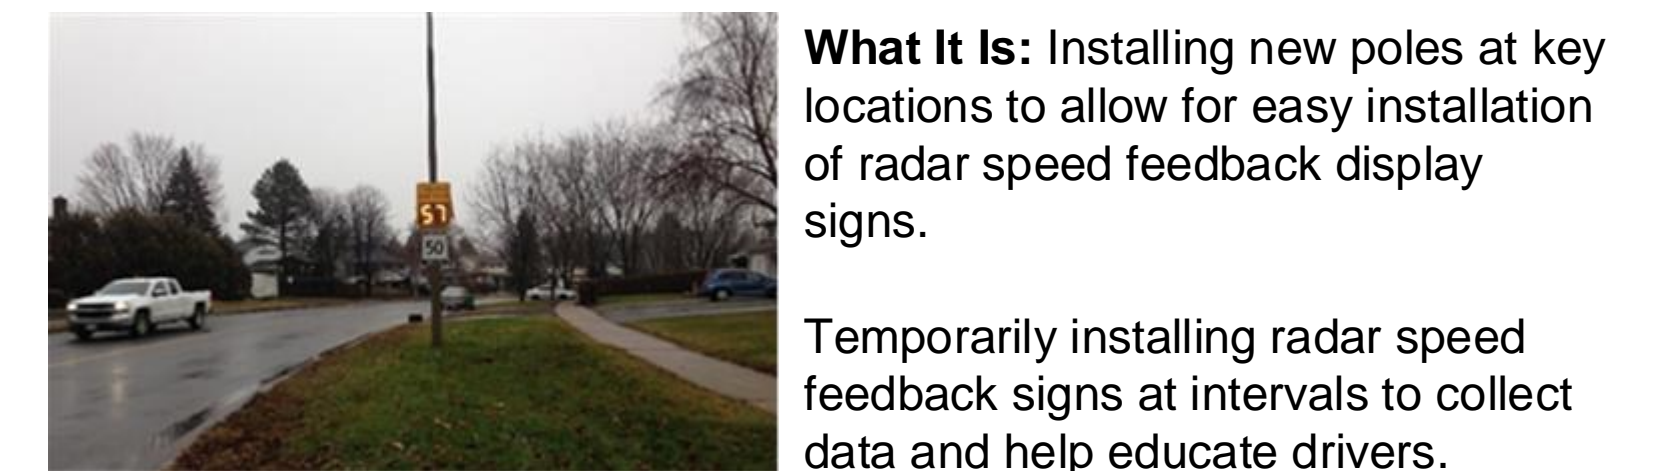 57
50
What It Is: Installing new poles at key
locations to allow for easy installation
of radar speed feedback display
signs.
Temporarily installing radar speed
feedback signs at intervals to collect
data and help educate drivers.